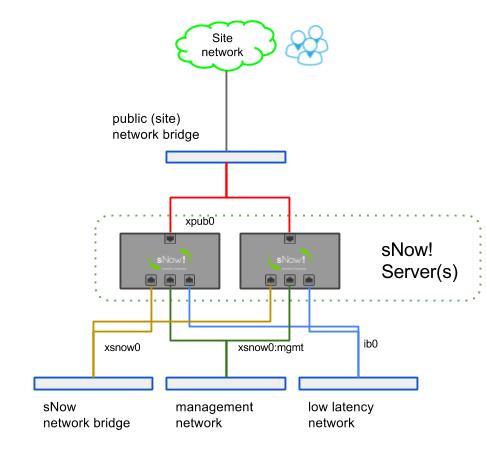 Site
network
public (site)
network bridge
xpub0
sNow!
sNow!
sNow!
Server(s)
xsnow0
xsnow0:mgmt
ib0
sNow
network bridge
management
network
low latency
network